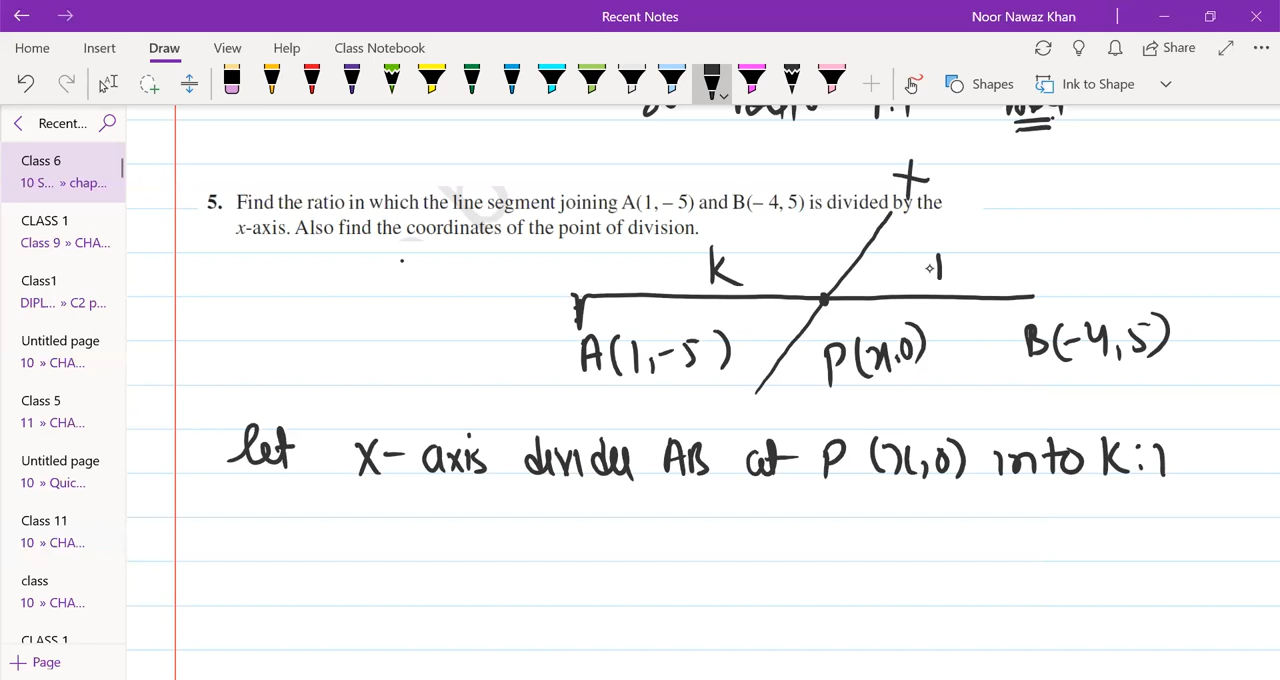 Recent Notes
Noor Nawaz Khan
Home Insert Draw View Help Class Notebook
Share
Shapes
Ink to Shape
Recent...
Class 6
10 S... » chap...
CLASS 1
Class 9 » CHA...
Class1
DIPL... » C2 p...
Untitled page
10 » CHA...
Class 5
11 » CHA...
Untitled page
10 » Quic...
Class 11
10 » CHA...
class
10 » CHA...
CLASS 1
Page
5. Find the ratio in which the line segment joining A(1, – 5) and B(– 4, 5) is divided by the
x-axis. Also find the coordinates of the point of division.
K 1
A(1,-5) P(x,0) B(-4,5)
let X-axis divides AB at P (x,0) into K:1